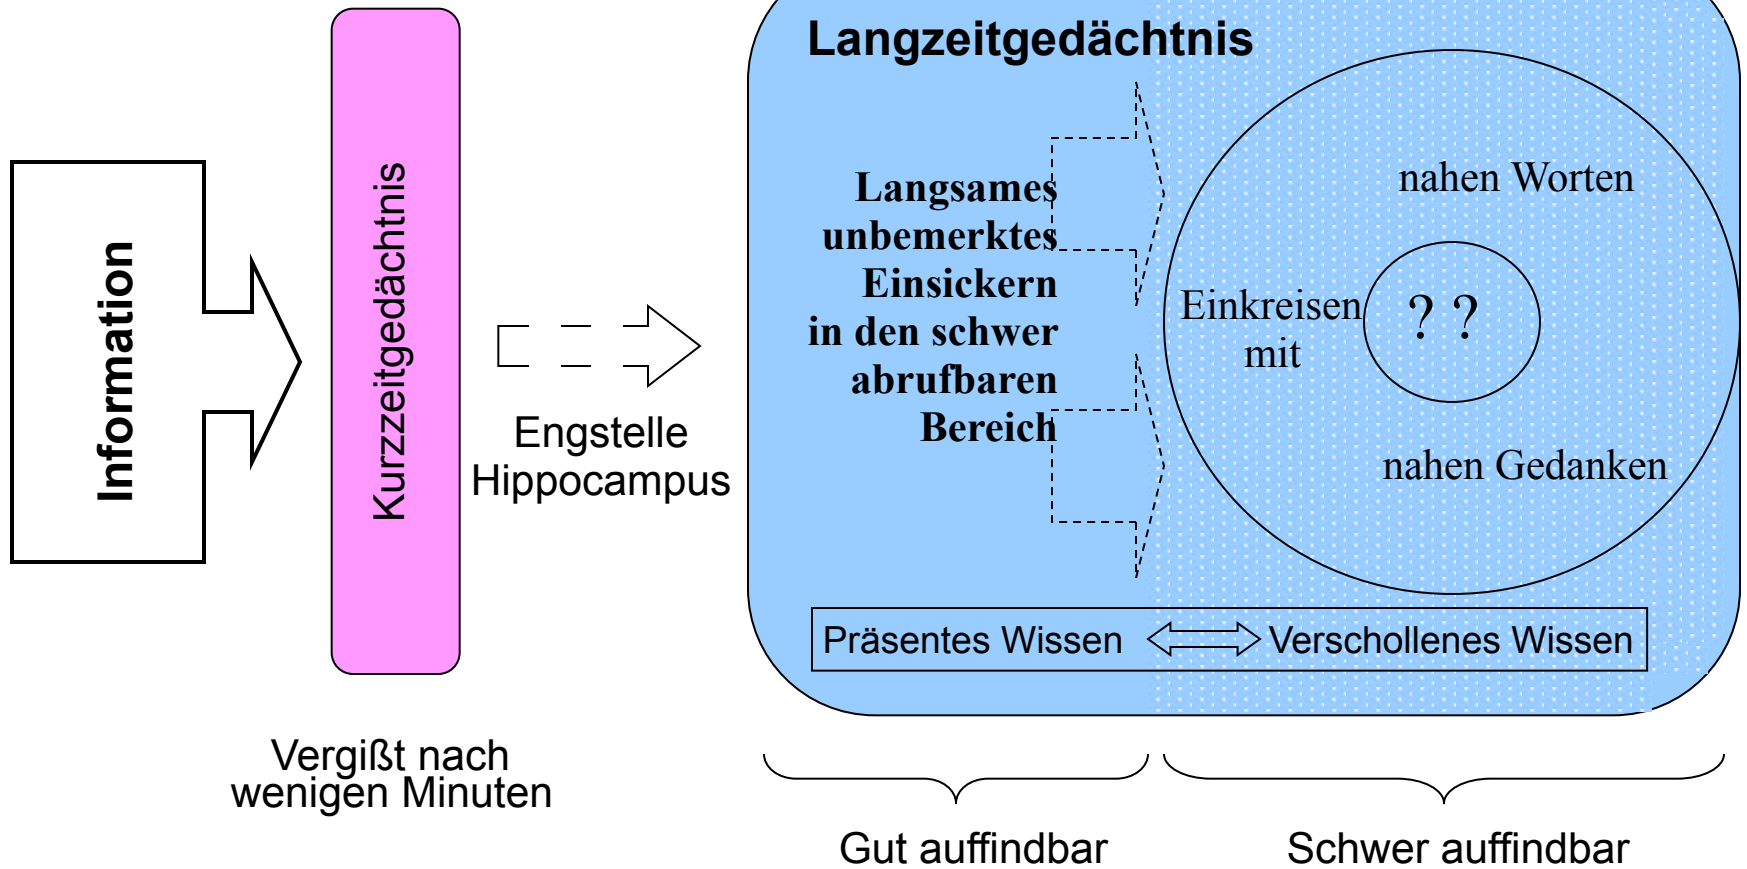 Information
Kurzzeitgedächtnis
Vergißt nach
wenigen Minuten
Engstelle
Hippocampus
Langzeitgedächtnis
Langsames
unbemerktes
Einsickern
in den schwer
abrufbaren
Bereich
nahen Worten
Einkreisen
mit
? ?
nahen Gedanken
Präsentes Wissen
Verschollenes Wissen
Gut auffindbar
Schwer auffindbar